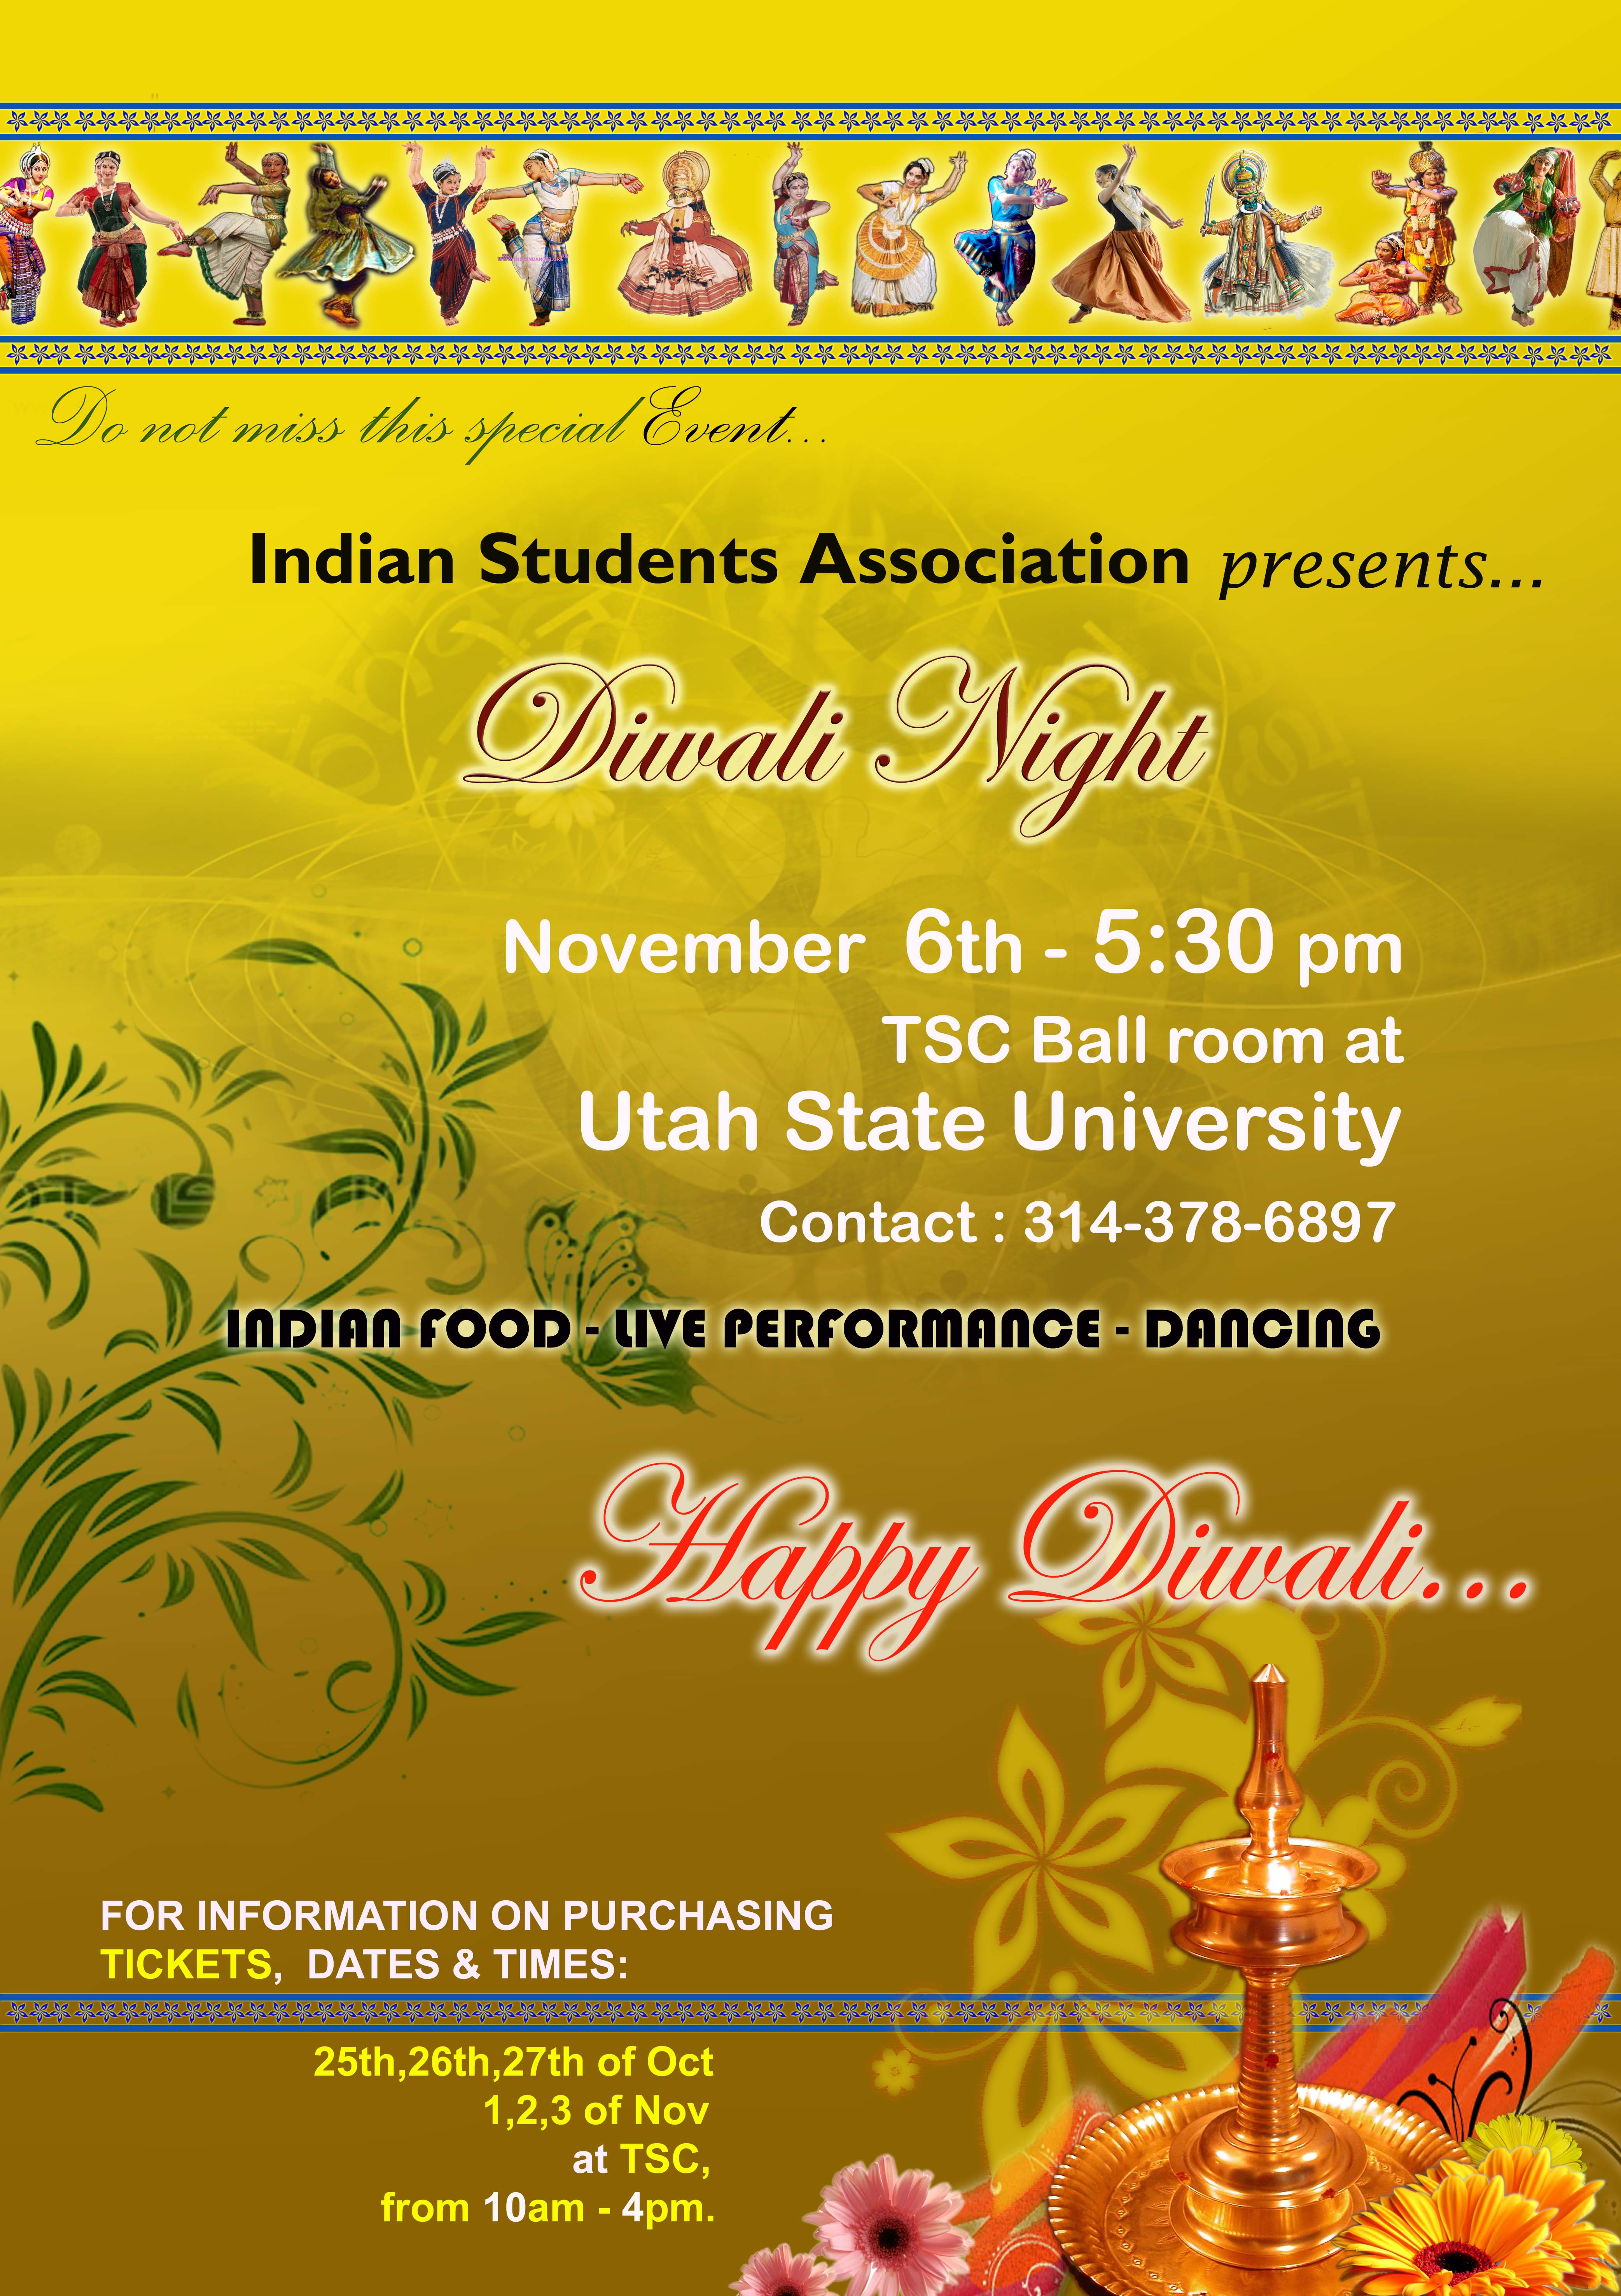 Do not miss this special Event...
Indian Students Association presents...
Diwali Night
November 6th - 5:30 pm
TSC Ball room at
Utah State University
Contact : 314-378-6897
INDIAN FOOD - LIVE PERFORMANCE - DANCING
Happy Diwali...
FOR INFORMATION ON PURCHASING
TICKETS, DATES & TIMES:
25th,26th,27th of Oct
1,2,3 of Nov
at TSC,
from 10am - 4pm.